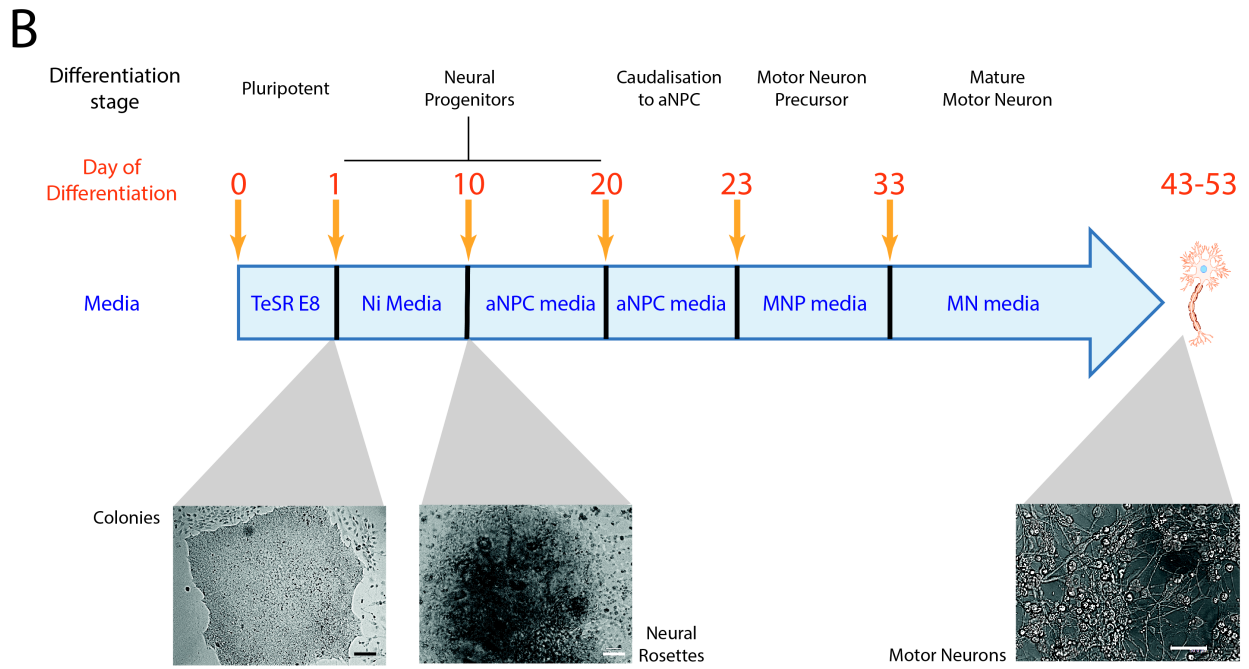 B
Differentiation
stage
Pluripotent
Neural
Progenitors
Caudalisation
to aNPC
Motor Neuron
Precursor
Mature
Motor Neuron
Day of
Differentiation
0
1
10
20
23
33
43-53
Media
TeSR E8
Ni Media
aNPC media
aNPC media
MNP media
MN media
Colonies
Neural
Rosettes
Motor Neurons